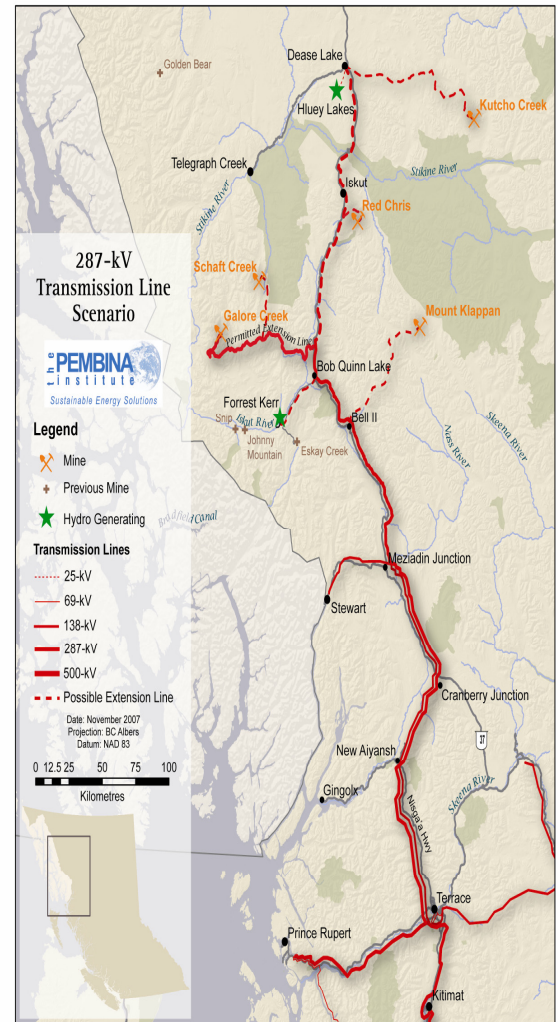 Golden Bear
Dease Lake
Hluey Lakes
Kutcho Creek
Telegraph Creek
Stikine River
Iskut
Stikine River
Red Chris
287-kV
Transmission Line
Scenario
Schaft Creek
Galore Creek
Permitted Extension Line
Mount Klappan
the
PEMBINA
institute
Sustainable Energy Solutions
Bob Quinn Lake
Forrest Kerr
Snip
Iskut River
Johnny
Mountain
Eskay Creek
Bell II
Nass River
Skeena River
Legend
Mine
Previous Mine
Hydro Generating
Bradfield Canal
Transmission Lines
25-kV
69-kV
138-kV
287-kV
500-kV
Possible Extension Line
Date: November 2007
Projection: BC Albers
Datum: NAD 83
0 12.5 25 50 75 100
Kilometres
Meziadin Junction
Stewart
Cranberry Junction
37
New Aiyansh
Gingolx
Nisga'a Hwy
Skeena River
Terrace
Prince Rupert
Kitimat